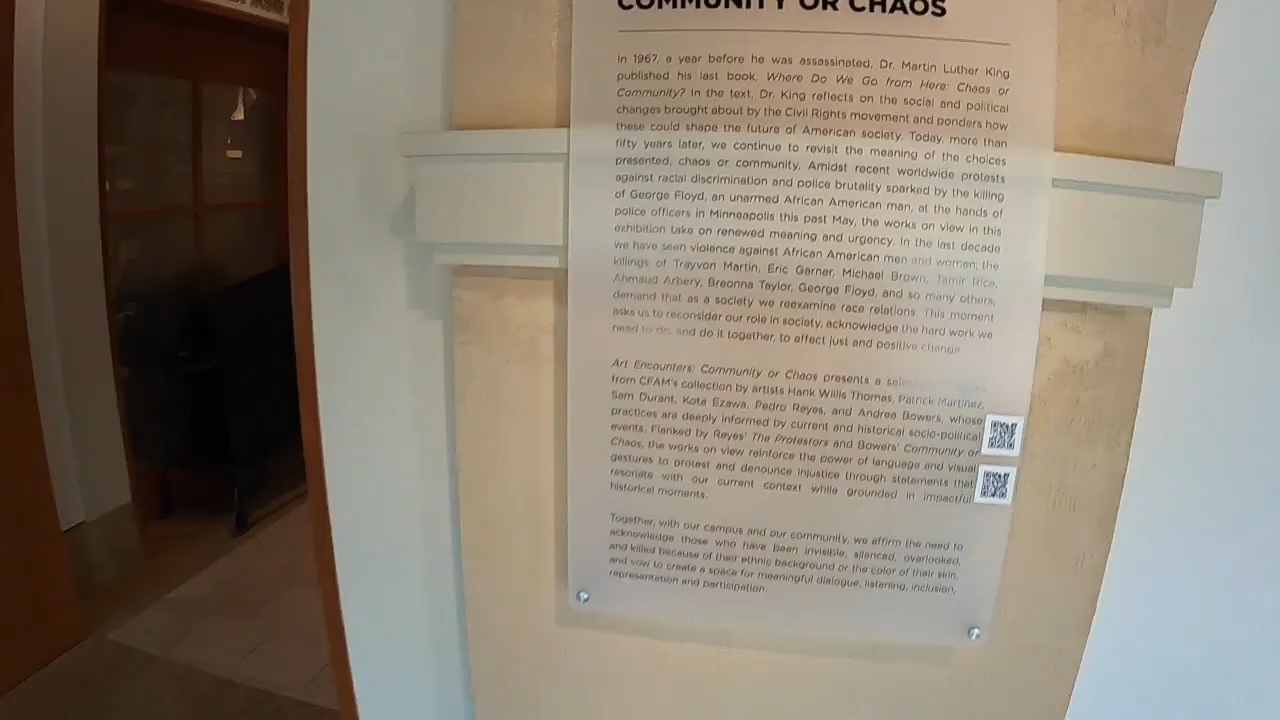 COMMUNITY OR CHAOS
In 1967, a year before he was assassinated, Dr. Martin Luther King
published his last book, Where Do We Go from Here: Chaos or
Community? In the text, Dr. King reflects on the social and political
changes brought about by the Civil Rights movement and ponders how
these could shape the future of American society. Today, more than
fifty years later, we continue to revisit the meaning of the choices
presented, chaos or community. Amidst recent worldwide protests
against racial discrimination and police brutality sparked by the killing
of George Floyd, an unarmed African American man, at the hands of
police officers in Minneapolis this past May, the works on view in this
exhibition take on renewed meaning and urgency. In the last decade
we have seen violence against African American men and women; the
killings of Trayvon Martin, Eric Garner, Michael Brown, Tamir Rice,
Ahmaud Arbery, Breonna Taylor, George Floyd, and so many others,
demand that as a society we reexamine race relations. This moment
asks us to reconsider our role in society, acknowledge the hard work we
need to do, and do it together, to effect just and positive change.
Art Encounters: Community or Chaos presents a
from CFAM's collection by artists Hank Willis Thomas, Patrick Martinez,
Sam Durant, Kota Ezawa, Pedro Reyes, and Andrea Bowers, whose
practices are deeply informed by current and historical socio-political
events. Flanked by Reyes' The Protestors and Bowers' Community or
Chaos, the works on view reinforce the power of language and visual
gestures to protest and denounce injustice through statements that
resonate with our current context while grounded in impactful
historical moments.
Together, with our campus and our community, we affirm the need to
acknowledge those who have been invisible, silenced, overlooked,
and killed because of their ethnic background or the color of their skin,
and vow to create a space for meaningful dialogue, listening, inclusion,
representation and participation.